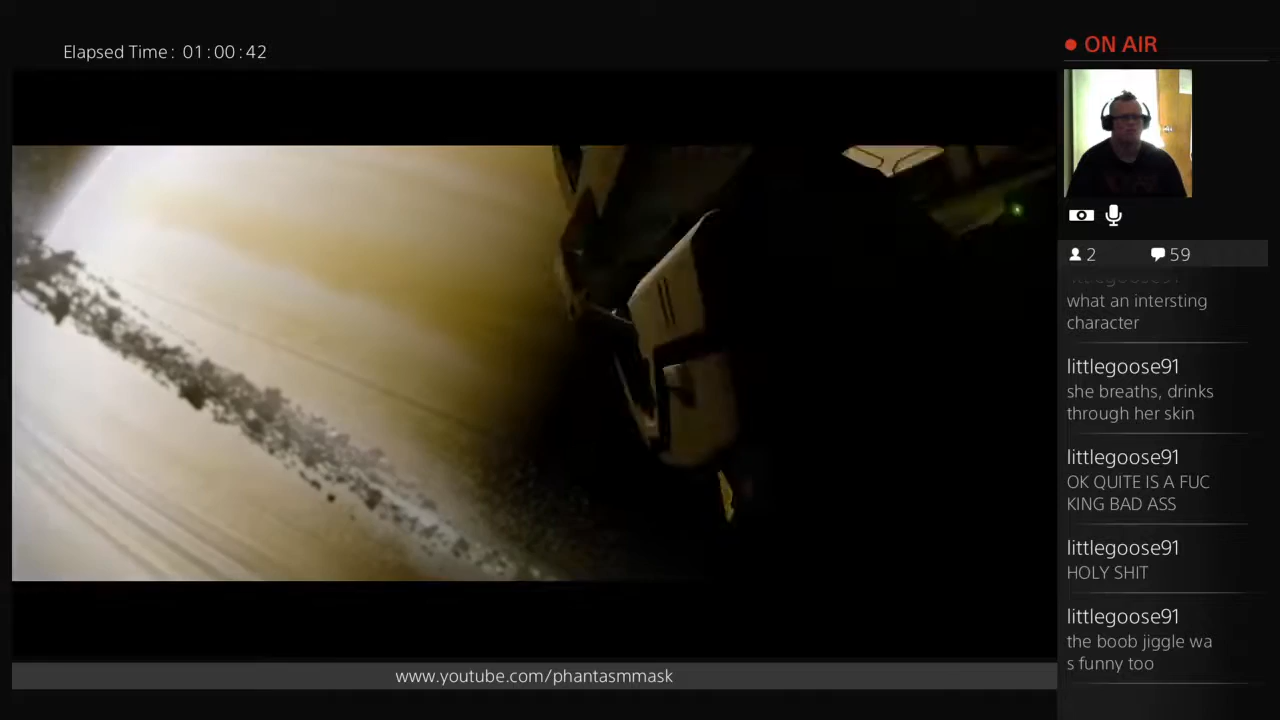 Elapsed Time: 01:00:42
ON AIR
2 59
what an intersting
character
littlegoose91
she breaths, drinks
through her skin
littlegoose91
OK QUITE IS A FUC
KING BAD ASS
littlegoose91
HOLY SHIT
littlegoose91
the boob jiggle wa
s funny too
www.youtube.com/phantasmmask